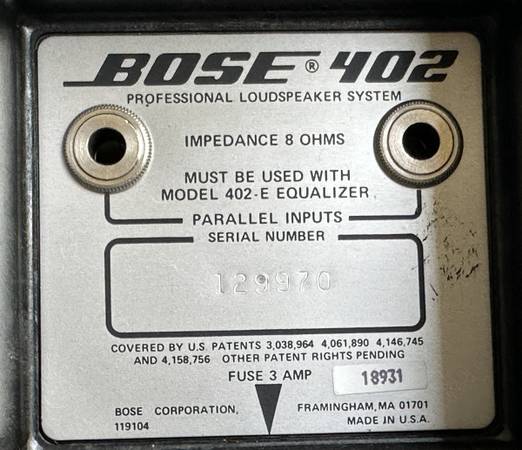 BOSE® 402
PROFESSIONAL LOUDSPEAKER SYSTEM
IMPEDANCE 8 OHMS
MUST BE USED WITH
MODEL 402-E EQUALIZER
PARALLEL INPUTS
SERIAL NUMBER
129970
COVERED BY U.S. PATENTS 3,038,964 4,061,890 4,146,745
AND 4,158,756 OTHER PATENT RIGHTS PENDING
FUSE 3 AMP 18931
BOSE CORPORATION, FRAMINGHAM, MA 01701
119104 MADE IN U.S.A.